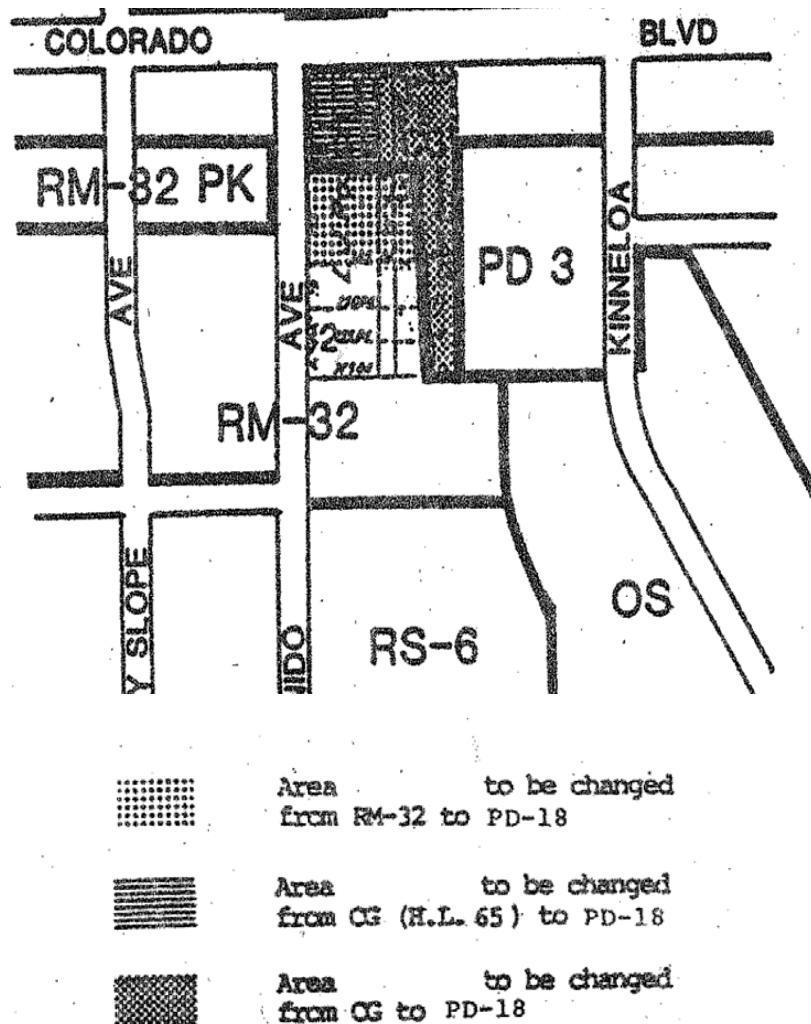 COLORADO
BLVD
RM-32 PK
AVE
AVE
PD 3
KINNELOA
RM-32
Y SLOPE
NIDO
RS-6
OS
Area to be changed
from RM-32 to PD-18
Area to be changed
from CG (H.L. 65) to PD-18
Area to be changed
from CG to PD-18